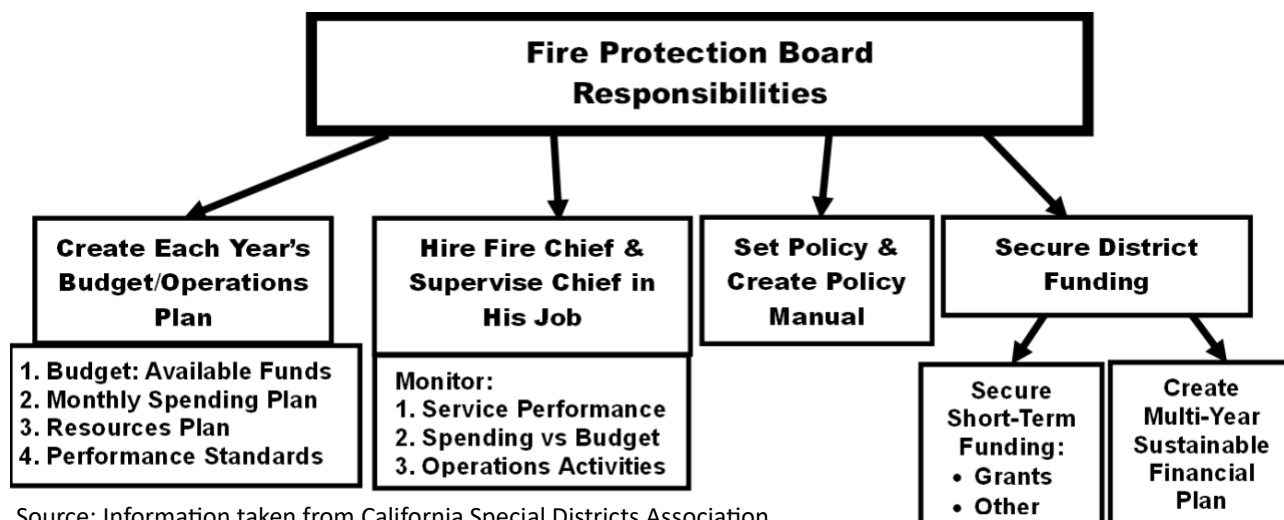 Fire Protection Board
Responsibilities
Create Each Year's
Budget/Operations
Plan
1. Budget: Available Funds
2. Monthly Spending Plan
3. Resources Plan
4. Performance Standards
Hire Fire Chief &
Supervise Chief in
His Job
Monitor:
1. Service Performance
2. Spending vs Budget
3. Operations Activities
Set Policy &
Create Policy
Manual
Secure District
Funding
Secure
Short-Term
Funding:
• Grants
• Other
Create
Multi-Year
Sustainable
Financial
Plan
Source: Information taken from California Special Districts Association